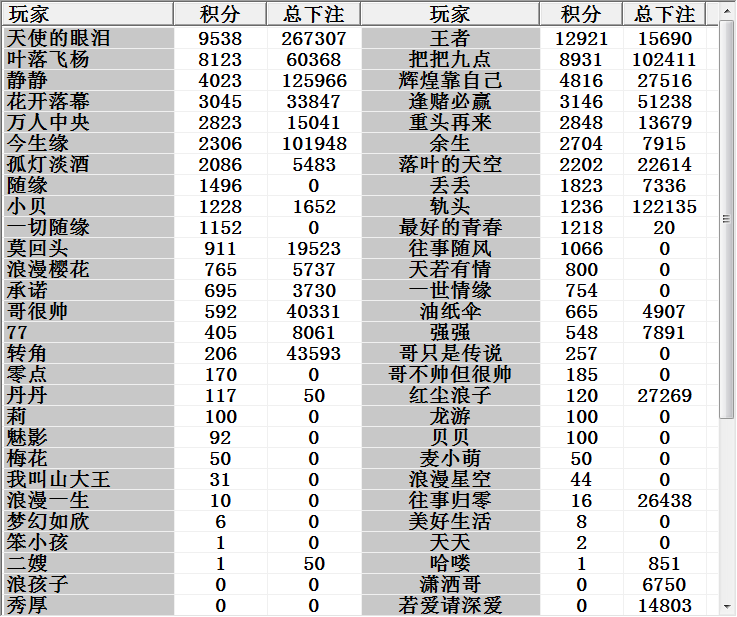 玩家 积分 总下注 玩家 积分 总下注
天使的眼泪 9538 267307 王者 12921 15690
叶落飞杨 8123 60368 把把九点 8931 102411
静静 4023 125966 辉煌靠自己 4816 27516
花开落幕 3045 33847 逢赌必赢 3146 51238
万人中央 2823 15041 重头再来 2848 13679
今生缘 2306 101948 余生 2704 7915
孤灯淡酒 2086 5483 落叶的天空 2202 22614
随缘 1496 0 丢丢 1823 7336
小贝 1228 1652 轨头 1236 122135
一切随缘 1152 0 最好的青春 1218 20
莫回头 911 19523 往事随风 1066 0
浪漫樱花 765 5737 天若有情 800 0
承诺 695 3730 一世情缘 754 0
哥很帅 592 40331 油纸伞 665 4907
77 405 8061 强强 548 7891
转角 206 43593 哥只是传说 257 0
零点 170 0 哥不帅但很帅 185 0
丹丹 117 50 红尘浪子 120 27269
莉 100 0 龙游 100 0
魅影 92 0 贝贝 100 0
梅花 50 0 麦小萌 50 0
我叫山大王 31 0 浪漫星空 44 0
浪漫一生 10 0 往事归零 16 26438
梦幻如欣 6 0 美好生活 8 0
笨小孩 1 0 天天 2 0
二嫂 1 50 哈喽 1 851
浪孩子 0 0 潇洒哥 0 6750
秀厚 0 0 若爱请深爱 0 14803